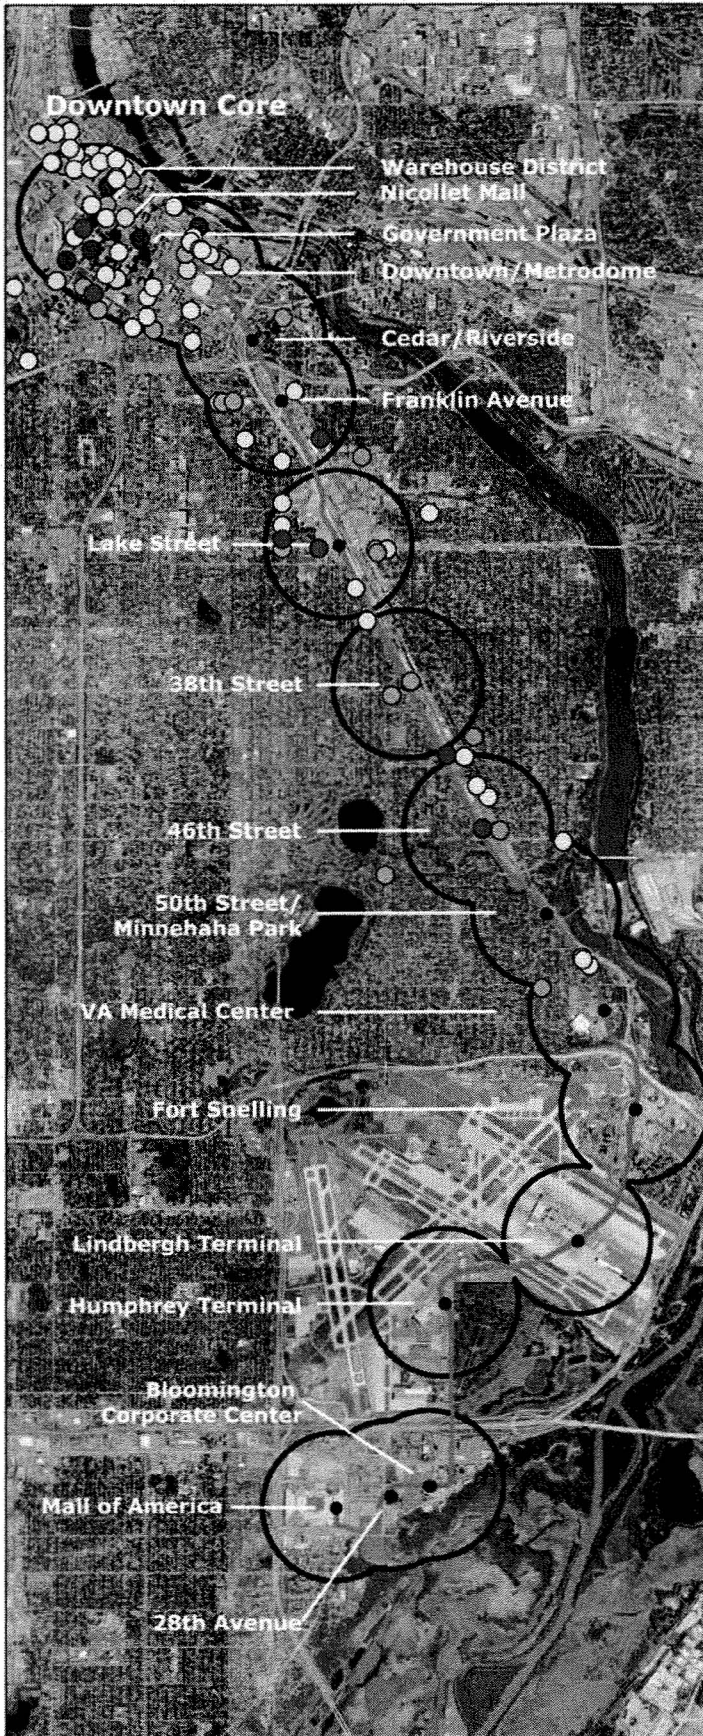 Downtown Core
Warehouse District
Nicollet Mall
Government Plaza
Downtown/Metrodome
Cedar/Riverside
Franklin Avenue
Lake Street
38th Street
46th Street
50th Street/
Minnehaha Park
VA Medical Center
Fort Snelling
Lindbergh Terminal
Humphrey Terminal
Bloomington
Corporate Center
Mall of America
28th Avenue